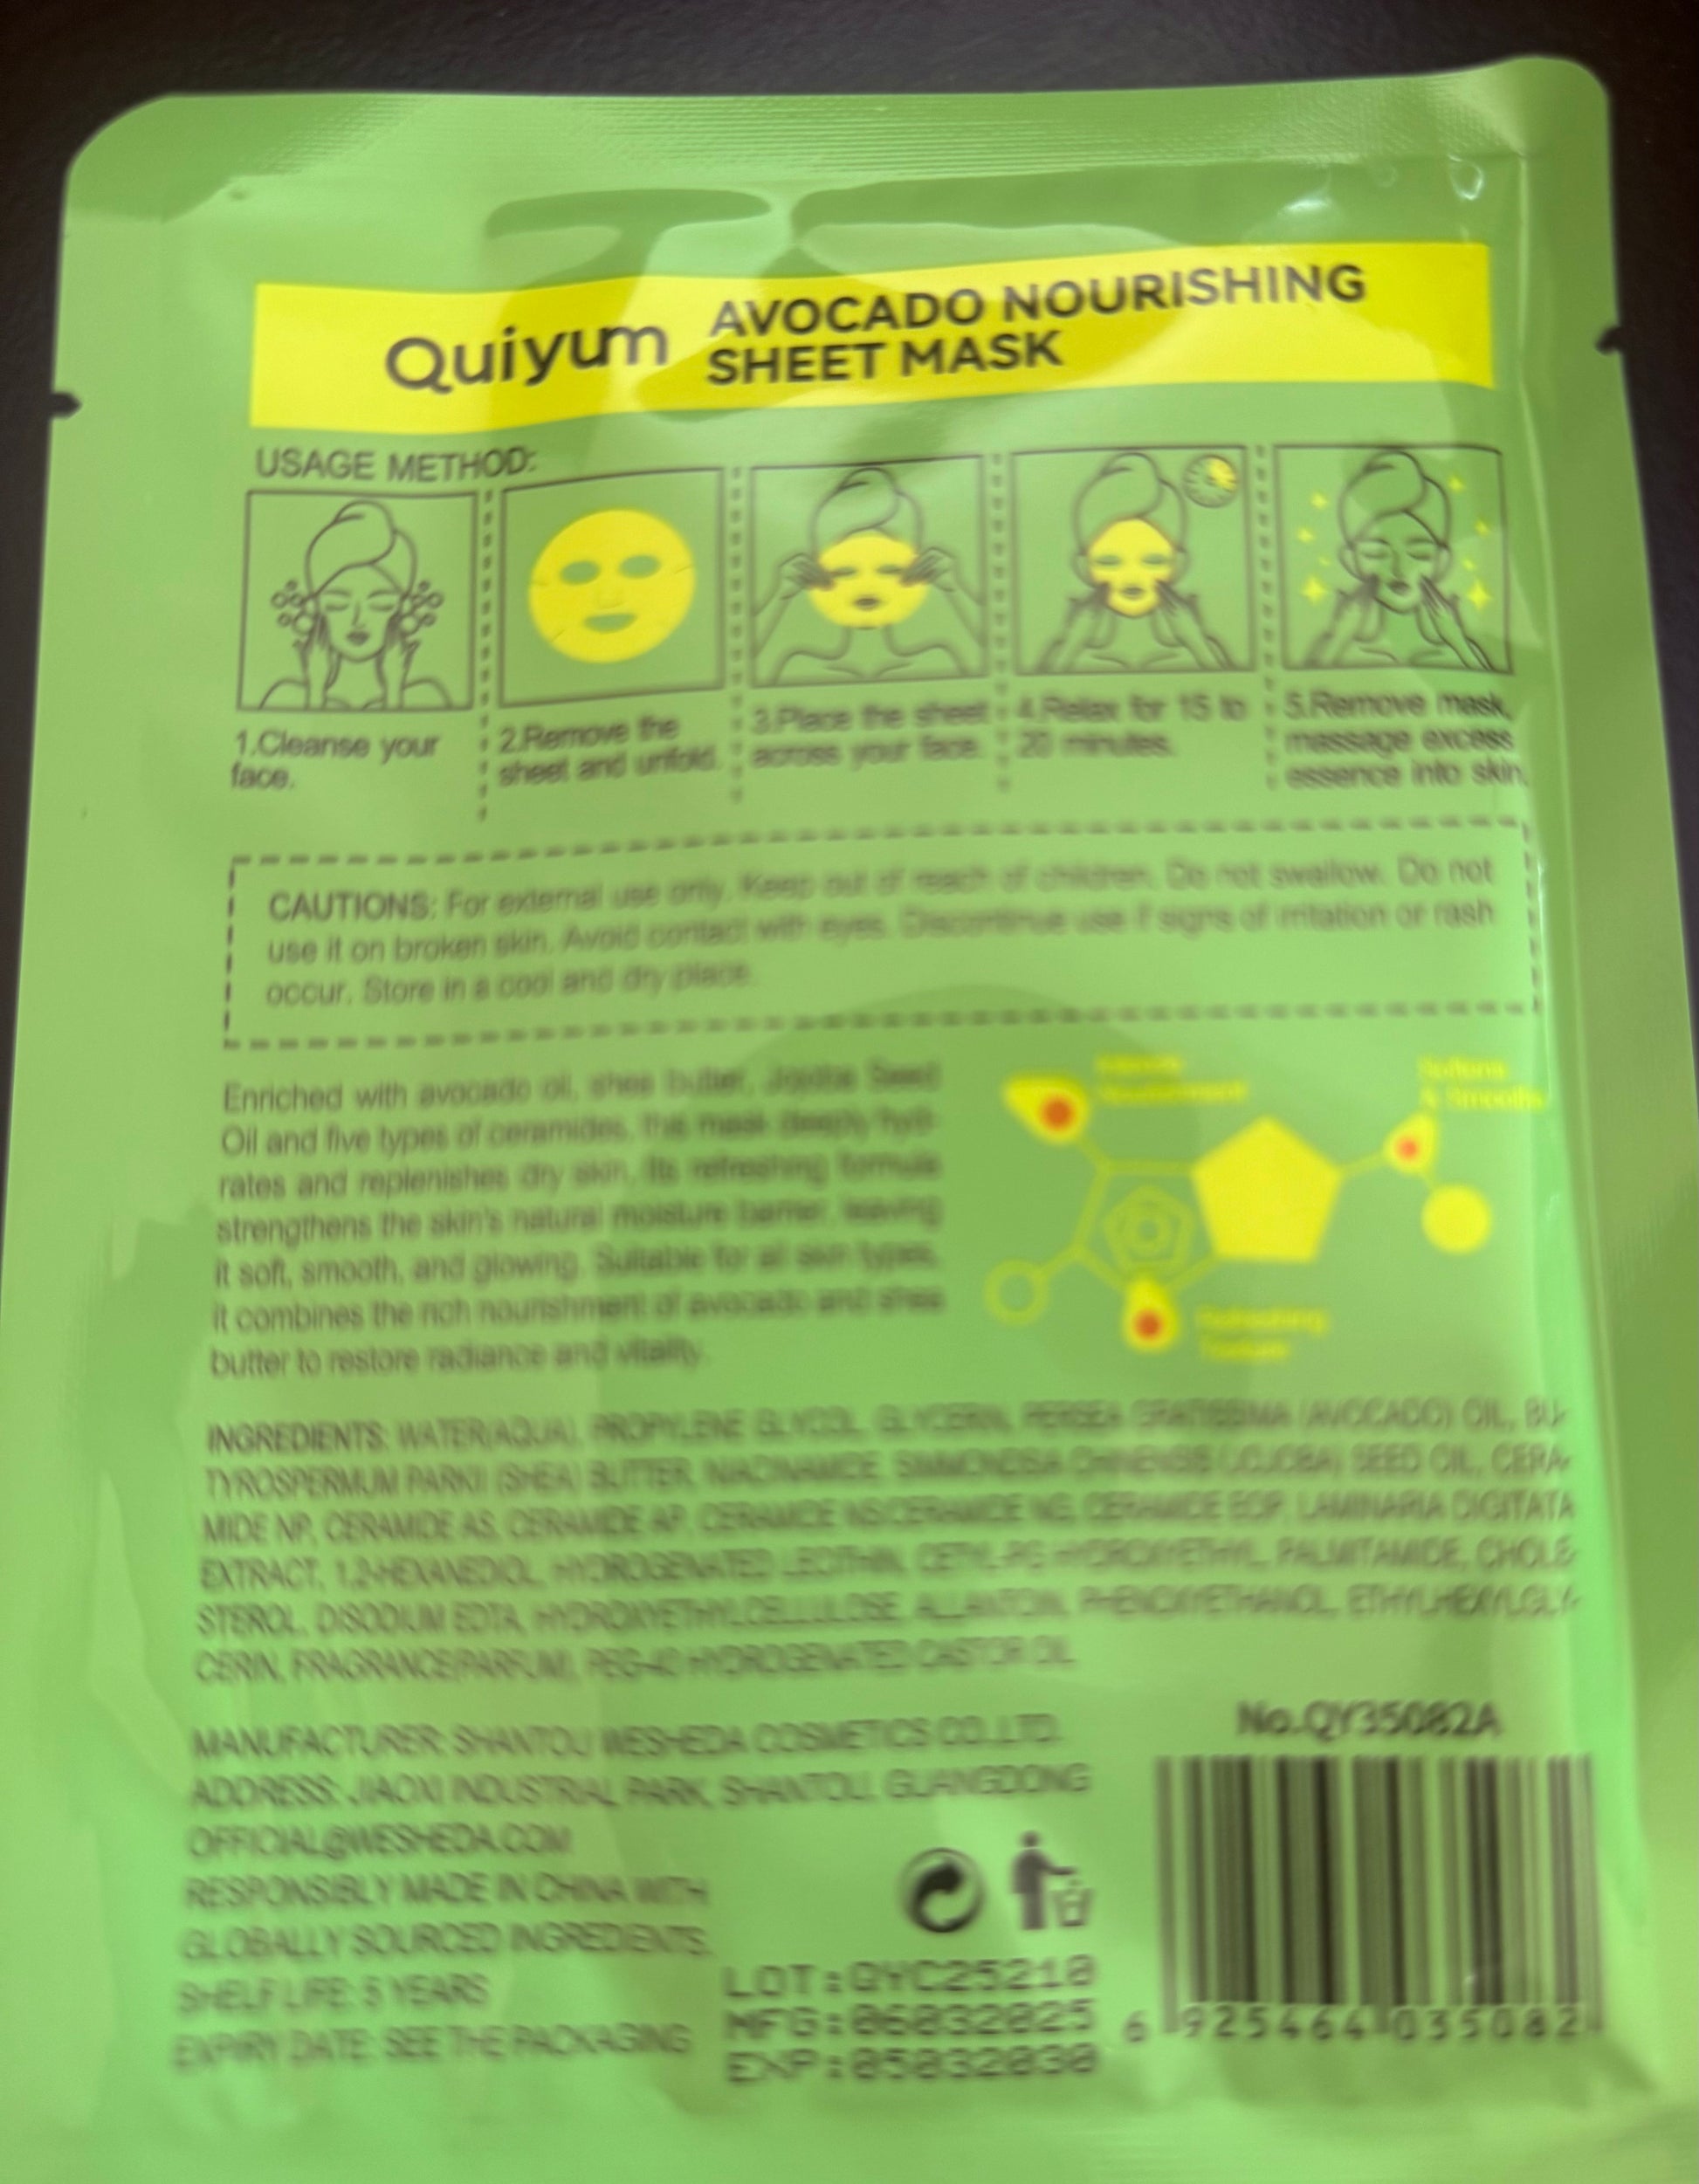 Quiyum
AVOCADO NOURISHING
SHEET MASK
USAGE METHOD:
1.Cleanse your
face.
2.Remove the
sheet and unfold.
3.Place the sheet
across your face.
4.Relax for 15 to
20 minutes.
5.Remove mask,
massage excess
essence into skin.
CAUTIONS: For external use only. Keep out of reach of children. Do not swallow. Do not
use it on broken skin. Avoid contact with eyes. Discontinue use if signs of irritation or rash
occur. Store in a cool and dry place.
Enriched with avocado oil, shea butter, Jojoba Seed
Oil and five types of ceramides, this mask deeply hyd-
rates and replenishes dry skin. Its refreshing formula
strengthens the skin's natural moisture barrier, leaving
it soft, smooth, and glowing. Suitable for all skin types,
it combines the rich nourishment of avocado and shea
butter to restore radiance and vitality.
Nourishment
Softens
& Smooths
Refreshing
Texture
INGREDIENTS: WATER(AQUA), PROPYLENE GLYCOL, GLYCERIN, PERSEA GRATISSIMA (AVOCADO) OIL, BU-
TYROSPERMUM PARKII (SHEA) BUTTER, NIACINAMIDE, SIMMONDSIA CHINENSIS (JOJOBA) SEED OIL, CERA-
MIDE NP, CERAMIDE AS, CERAMIDE AP, CERAMIDE NS,CERAMIDE NG, CERAMIDE EOP, LAMINARIA DIGITATA
EXTRACT, 1,2-HEXANEDIOL, HYDROGENATED LECITHIN, CETYL-PG HYDROXYETHYL PALMITAMIDE, CHOLE-
STEROL, DISODIUM EDTA, HYDROXYETHYLCELLULOSE, ALLANTOIN, PHENOXYETHANOL, ETHYLHEXYLGLY-
CERIN, FRAGRANCE(PARFUM), PEG-40 HYDROGENATED CASTOR OIL
MANUFACTURER: SHANTOU WESHEDA COSMETICS CO.,LTD.
ADDRESS: JIAOXI INDUSTRIAL PARK, SHANTOU, GUANGDONG
OFFICIAL@WESHEDA.COM
RESPONSIBLY MADE IN CHINA WITH
GLOBALLY SOURCED INGREDIENTS.
SHELF LIFE: 5 YEARS
EXPIRY DATE: SEE THE PACKAGING
LOT:QYC25210
MFG:06032025
EXP:05032030
No.QY35082A
6 925464 035082